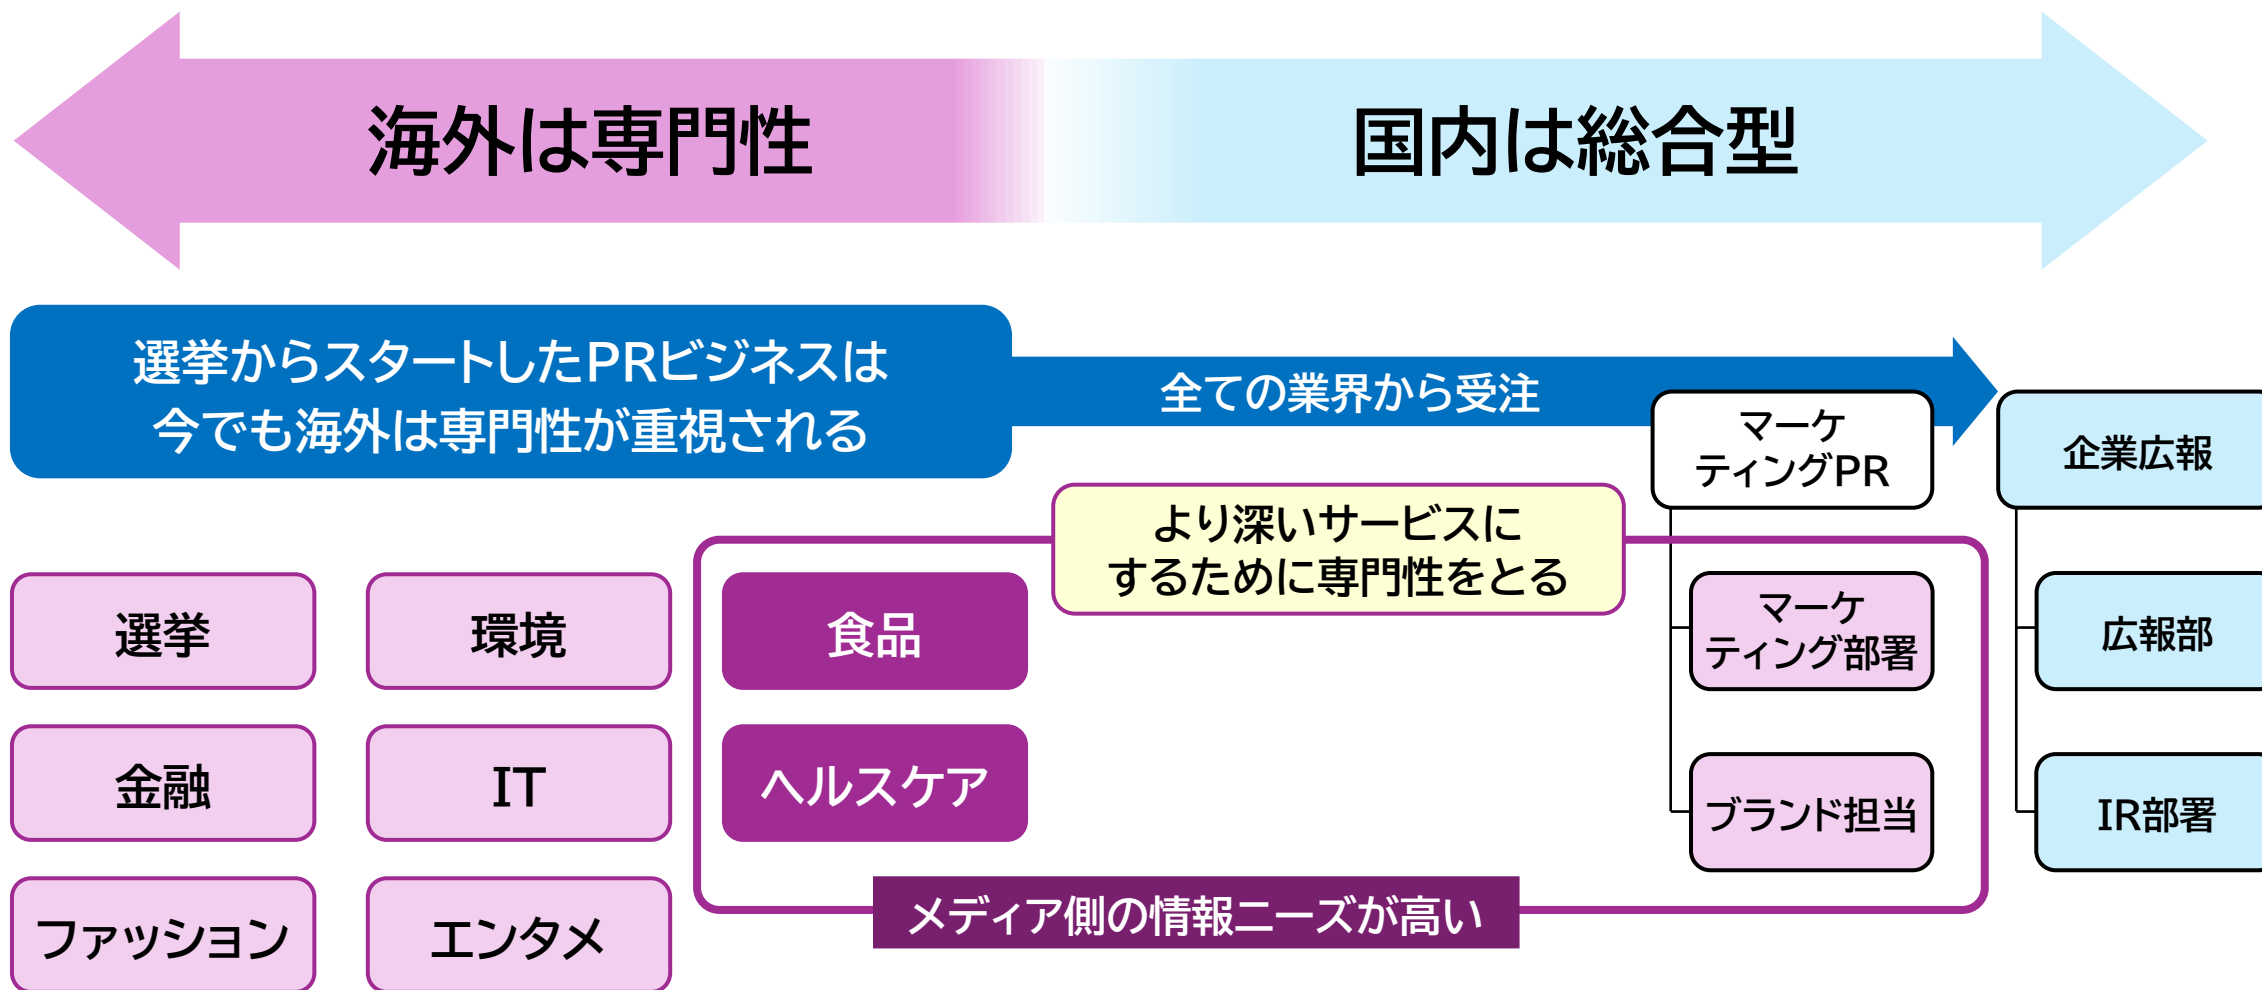 海外は専門性
国内は総合型
選挙からスタートしたPRビジネスは
今でも海外は専門性が重視される
全ての業界から受注
マーケ
ティングPR
企業広報
より深いサービスに
するために専門性をとる
選挙
環境
食品
マーケ
ティング部署
広報部
金融
IT
ヘルスケア
ブランド担当
IR部署
ファッション
エンタメ
メディア側の情報ニーズが高い